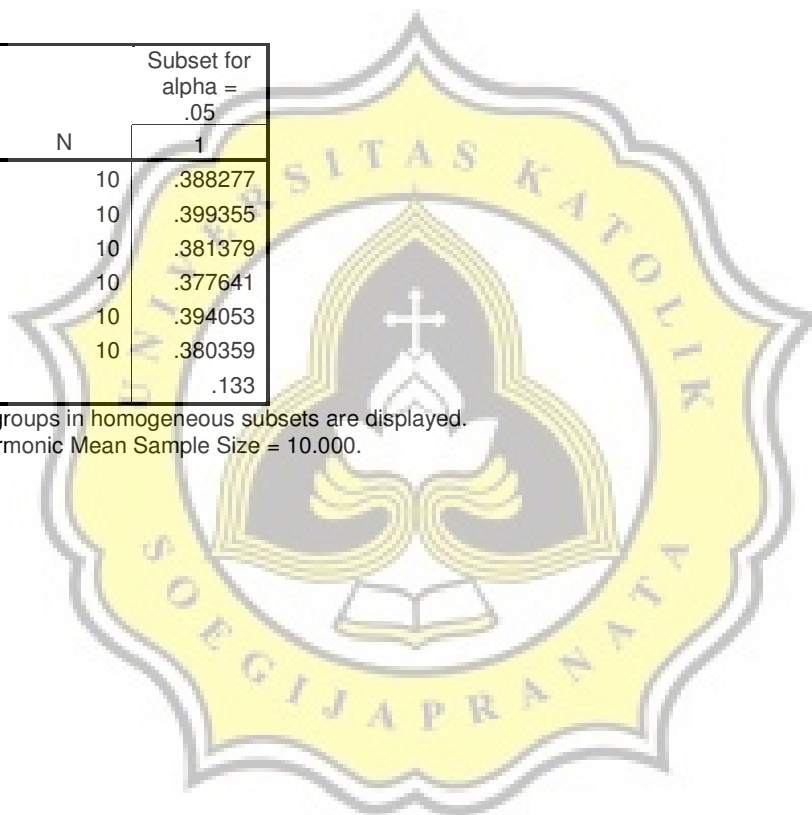 Subset for
alpha =
.05
N 1
10 .388277
10 .399355
10 .381379
10 .377641
10 .394053
10 .380359
.133
groups in homogeneous subsets are displayed.
rmonic Mean Sample Size = 10.000.
UNIVERSITAS KATOLIK
SOEGIJAPRANATA